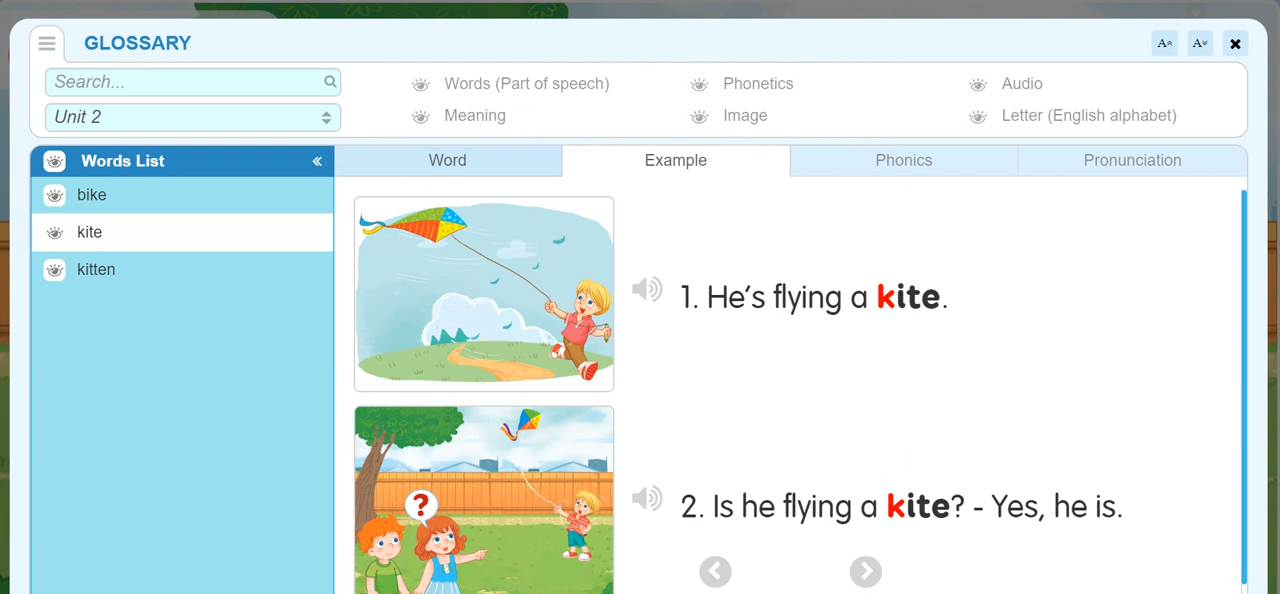 GLOSSARY
A A
Search...
Words (Part of speech) Phonetics Audio
Unit 2
Meaning Image Letter (English alphabet)
Words List
Word Example Phonics Pronunciation
bike
kite
kitten
1. He’s flying a kite.
?
2. Is he flying a kite? - Yes, he is.